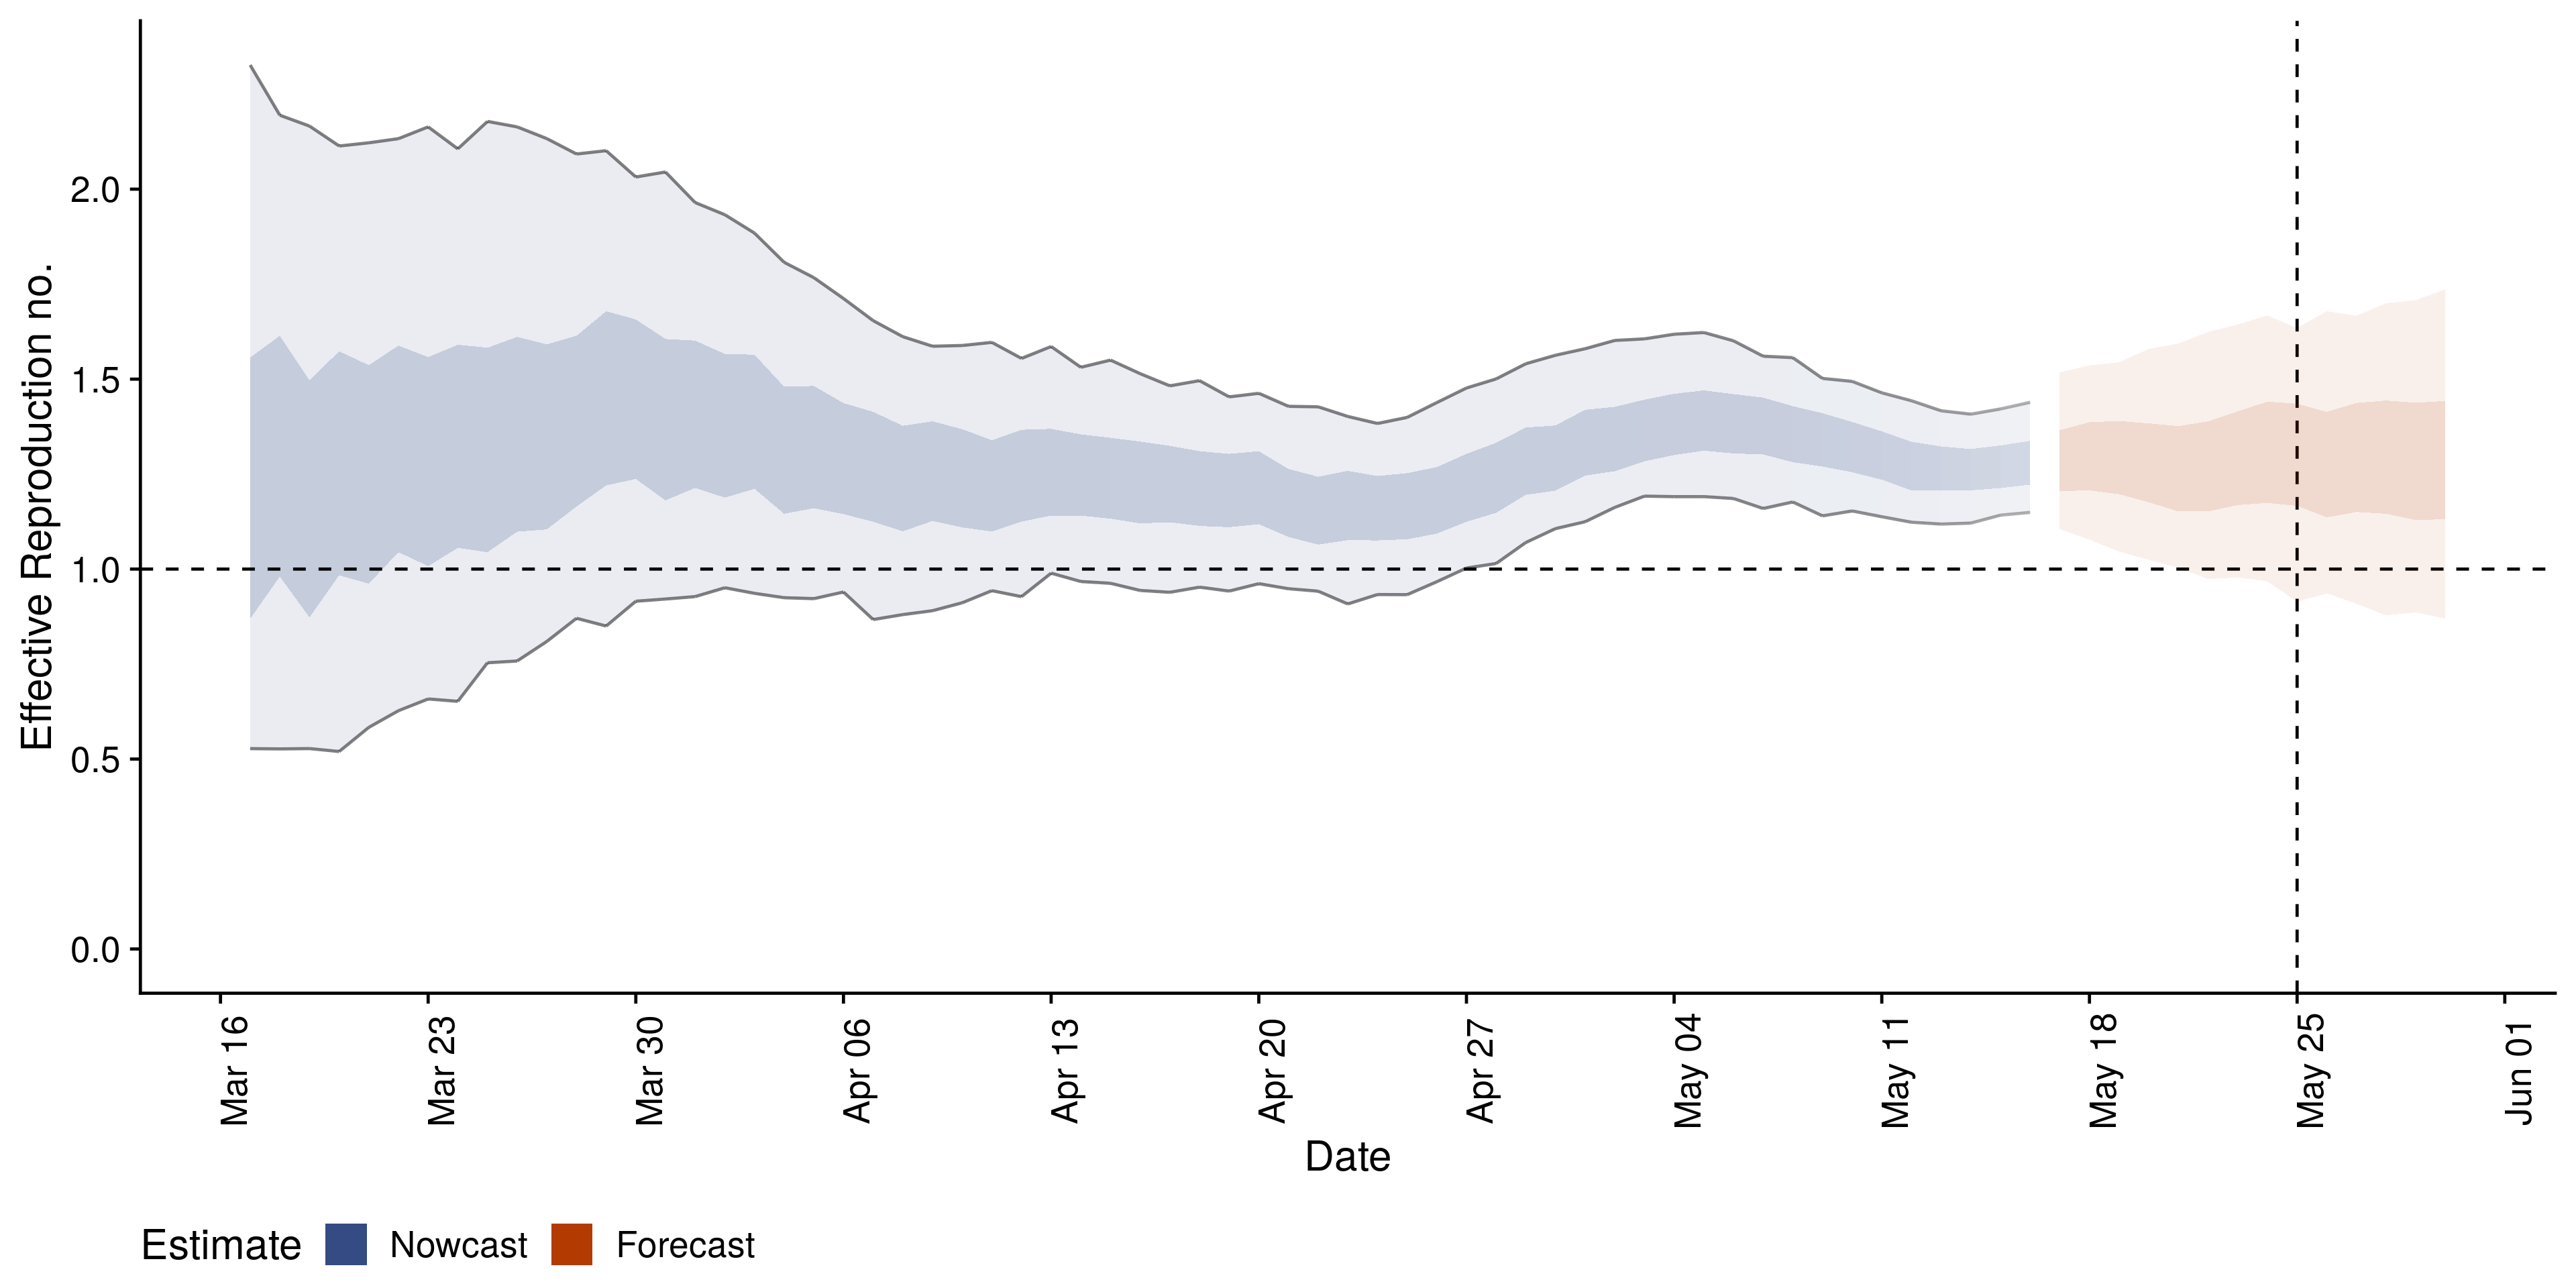 Effective Reproduction no.
2.0
1.5
1.0
0.5
0.0
Mar 16
Mar 23
Mar 30
Apr 06
Apr 13
Apr 20
Apr 27
May 04
May 11
May 18
May 25
Jun 01
Date
Estimate Nowcast Forecast